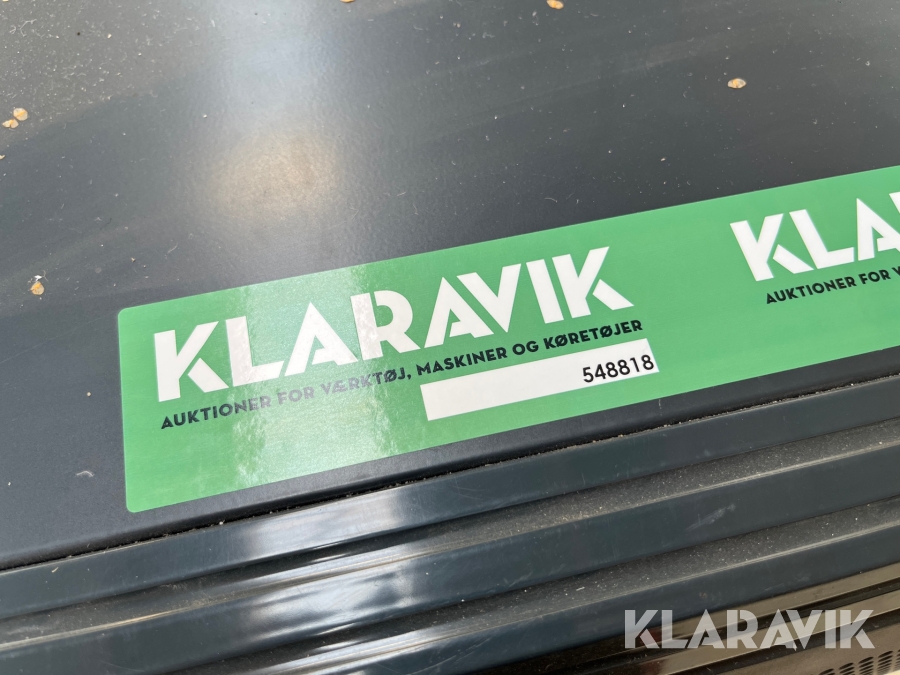 KLARAVIK
AUKTIONER FOR VÆRKTØJ, MASKINER OG KØRETØJER
548818
KLA
AUKTIONER FOR
KLARAVIK